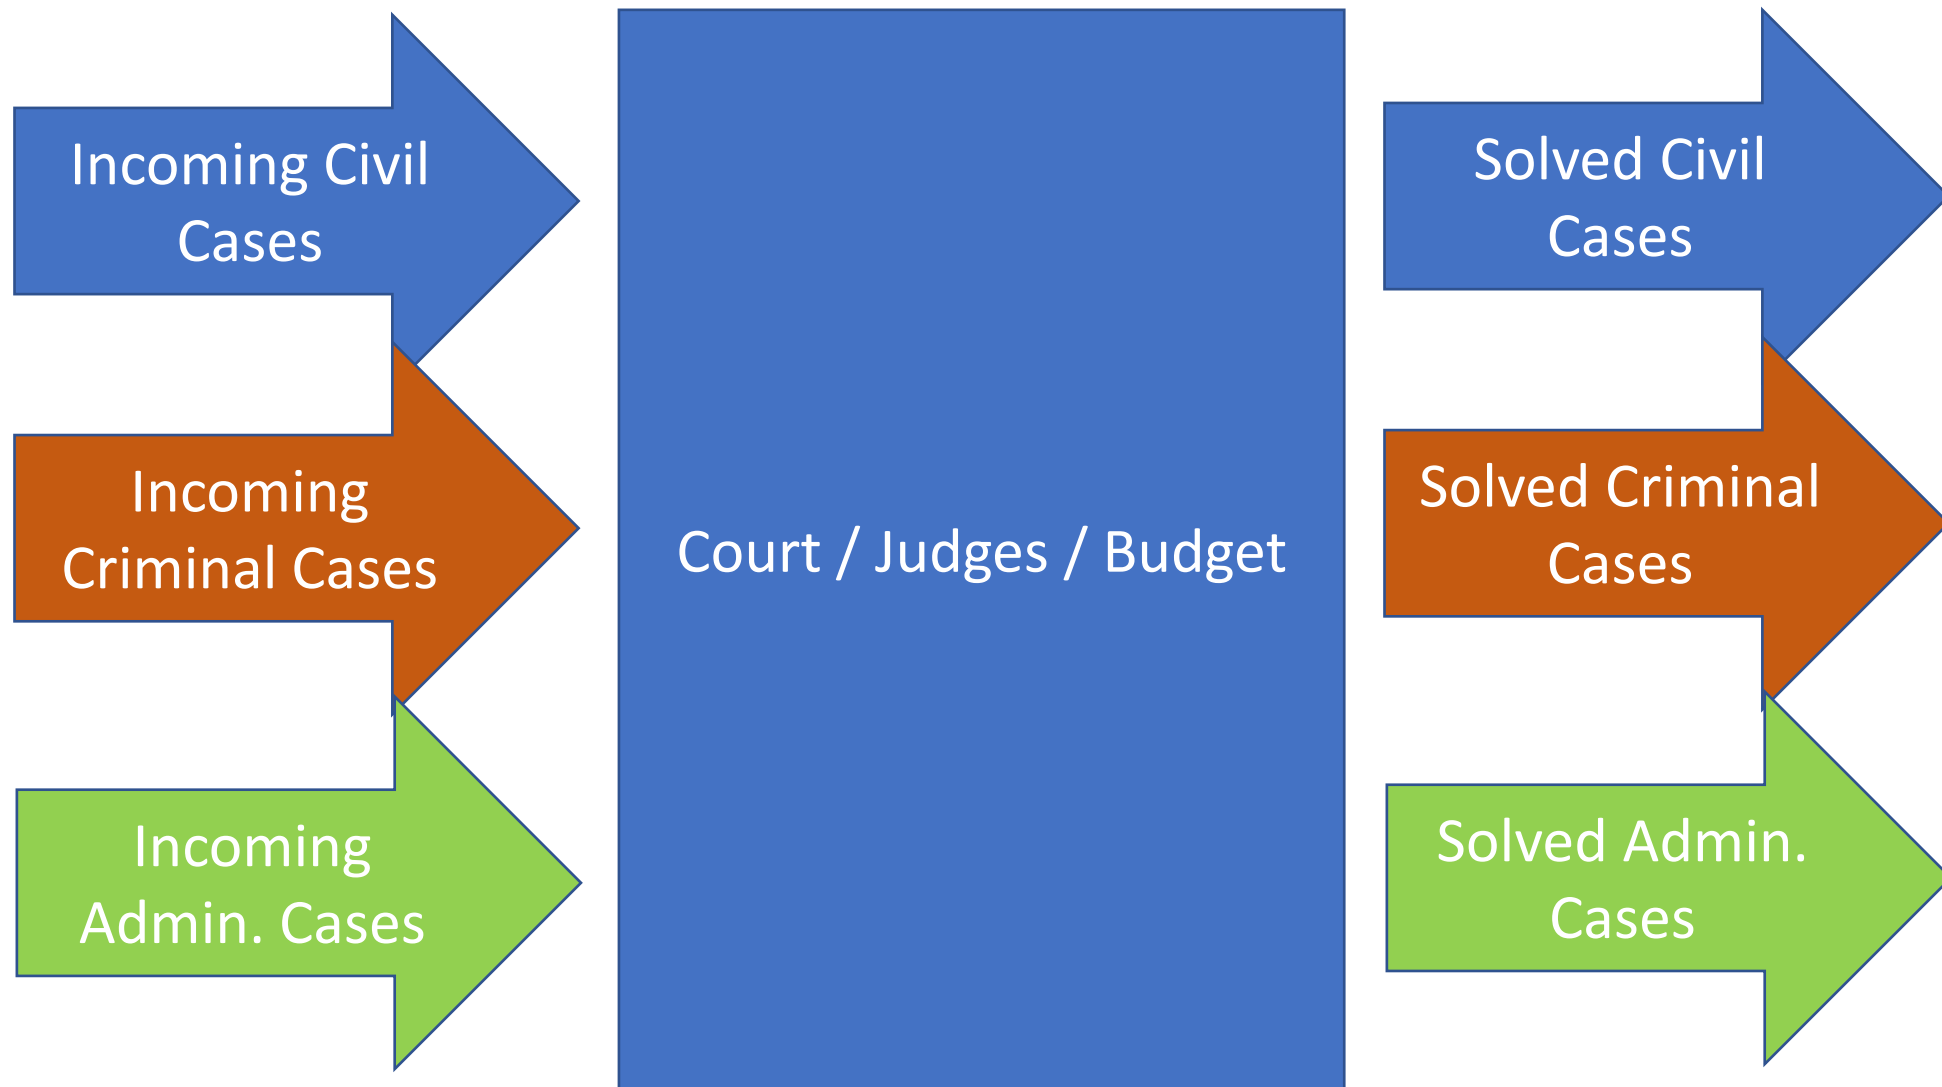 Incoming Civil
Cases
Incoming
Criminal Cases
Incoming
Admin. Cases
Court / Judges / Budget
Solved Civil
Cases
Solved Criminal
Cases
Solved Admin.
Cases